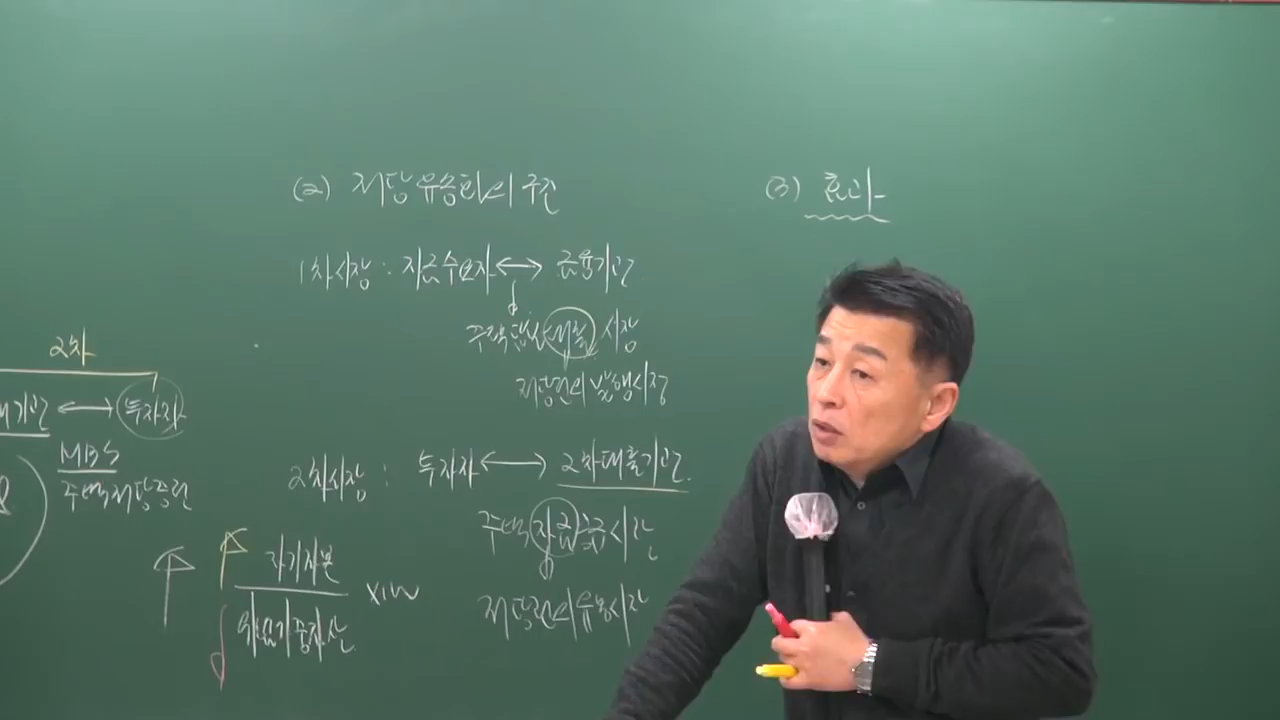 2차
기관 ↔ 투자자
MBS
주택저당증권
자기자본
위험가중자산
X100
(2) 저당유동화의 구조
1차시장 : 자금수요자 ↔ 금융기관
주택담보대출 시장
저당권의 발행시장
2차시장 : 투자자 ↔ 2차대출기관
주택자금공급시장
저당권의 유통시장
(3) 효과